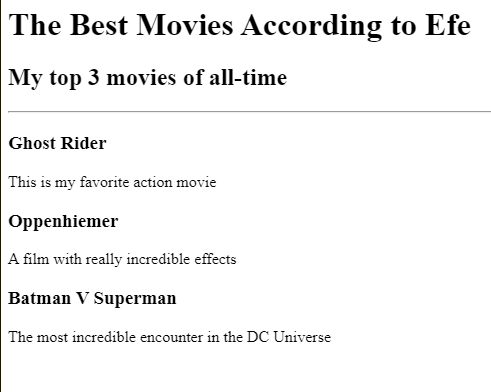 The Best Movies According to Efe
My top 3 movies of all-time
Ghost Rider
This is my favorite action movie
Oppenhiemer
A film with really incredible effects
Batman V Superman
The most incredible encounter in the DC Universe